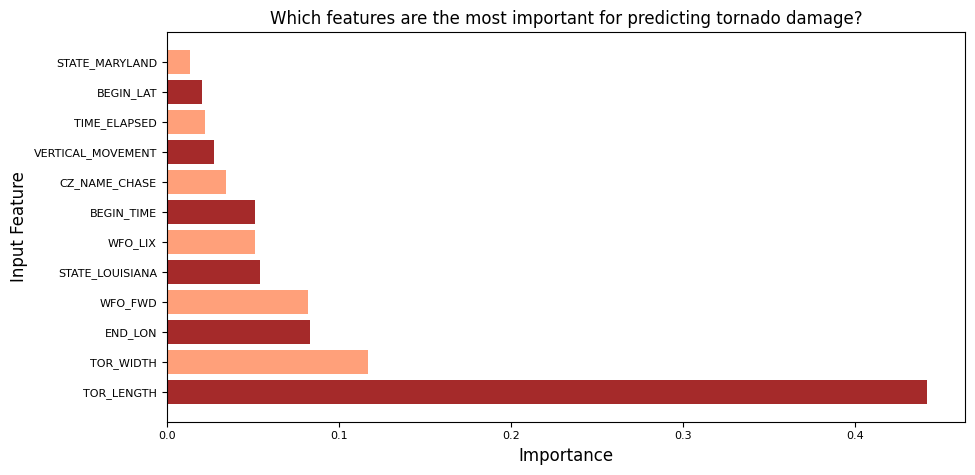 Which features are the most important for predicting tornado damage?
Input Feature
STATE_MARYLAND
BEGIN_LAT
TIME_ELAPSED
VERTICAL_MOVEMENT
CZ_NAME_CHASE
BEGIN_TIME
WFO_LIX
STATE_LOUISIANA
WFO_FWD
END_LON
TOR_WIDTH
TOR_LENGTH
0.0 0.1 0.2 0.3 0.4
Importance